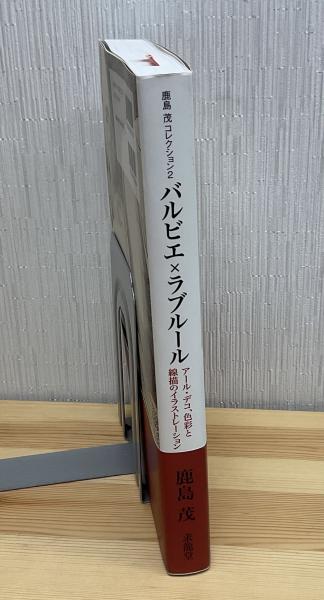 鹿島 茂 コレクション2
バルビエ×ラブルール
アール・デコ、色彩と
線描のイラストレーション
鹿島 茂
求龍堂